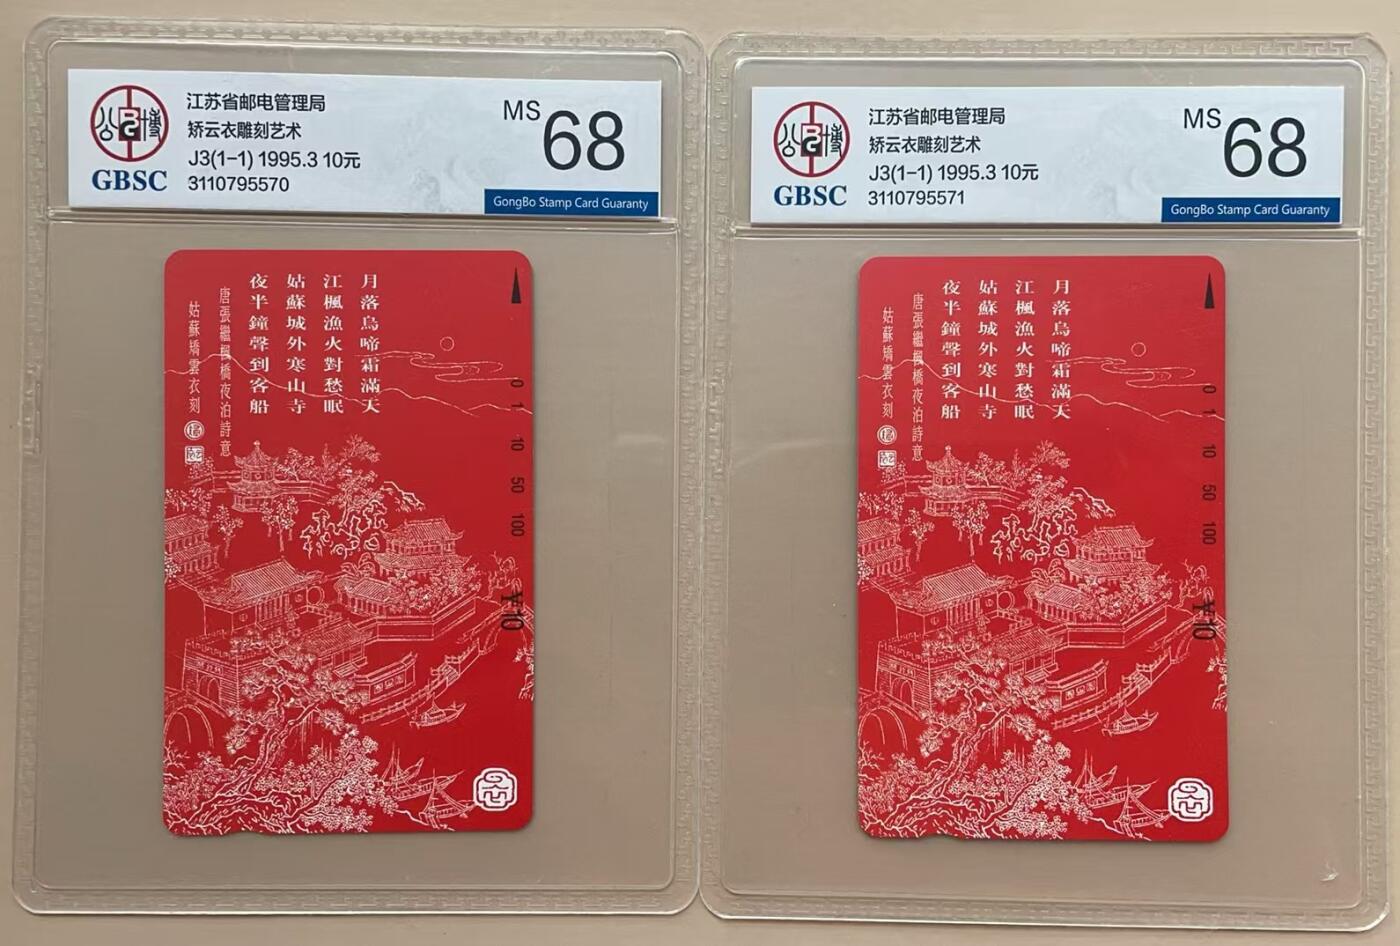 江苏省邮电管理局
矫云衣雕刻艺术
J3(1-1) 1995.3 10元
3110795570
MS 68
GBSC
GongBo Stamp Card Guaranty
月落烏啼霜滿天
江楓漁火對愁眠
姑蘇城外寒山寺
夜半鐘聲到客船
唐張繼楓橋夜泊詩意
姑蘇矯雲衣刻
0
1
10
50
100
¥10
江苏省邮电管理局
矫云衣雕刻艺术
J3(1-1) 1995.3 10元
3110795571
MS 68
GBSC
GongBo Stamp Card Guaranty
月落烏啼霜滿天
江楓漁火對愁眠
姑蘇城外寒山寺
夜半鐘聲到客船
唐張繼楓橋夜泊詩意
姑蘇矯雲衣刻
0
1
10
50
100
¥10